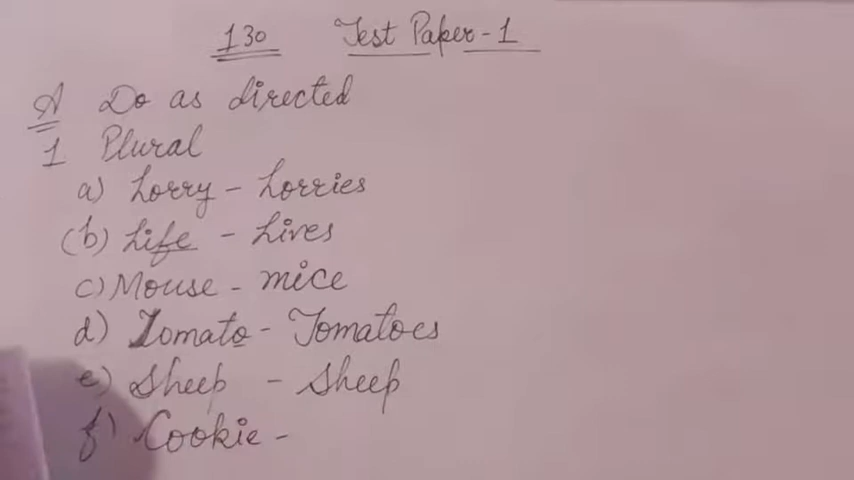 130 Test Paper - 1
A Do as directed
1 Plural
a) Lorry - Lorries
(b) Life - Lives
c) Mouse - mice
d) Tomato - Tomatoes
e) Sheep - Sheep
f) Cookie -